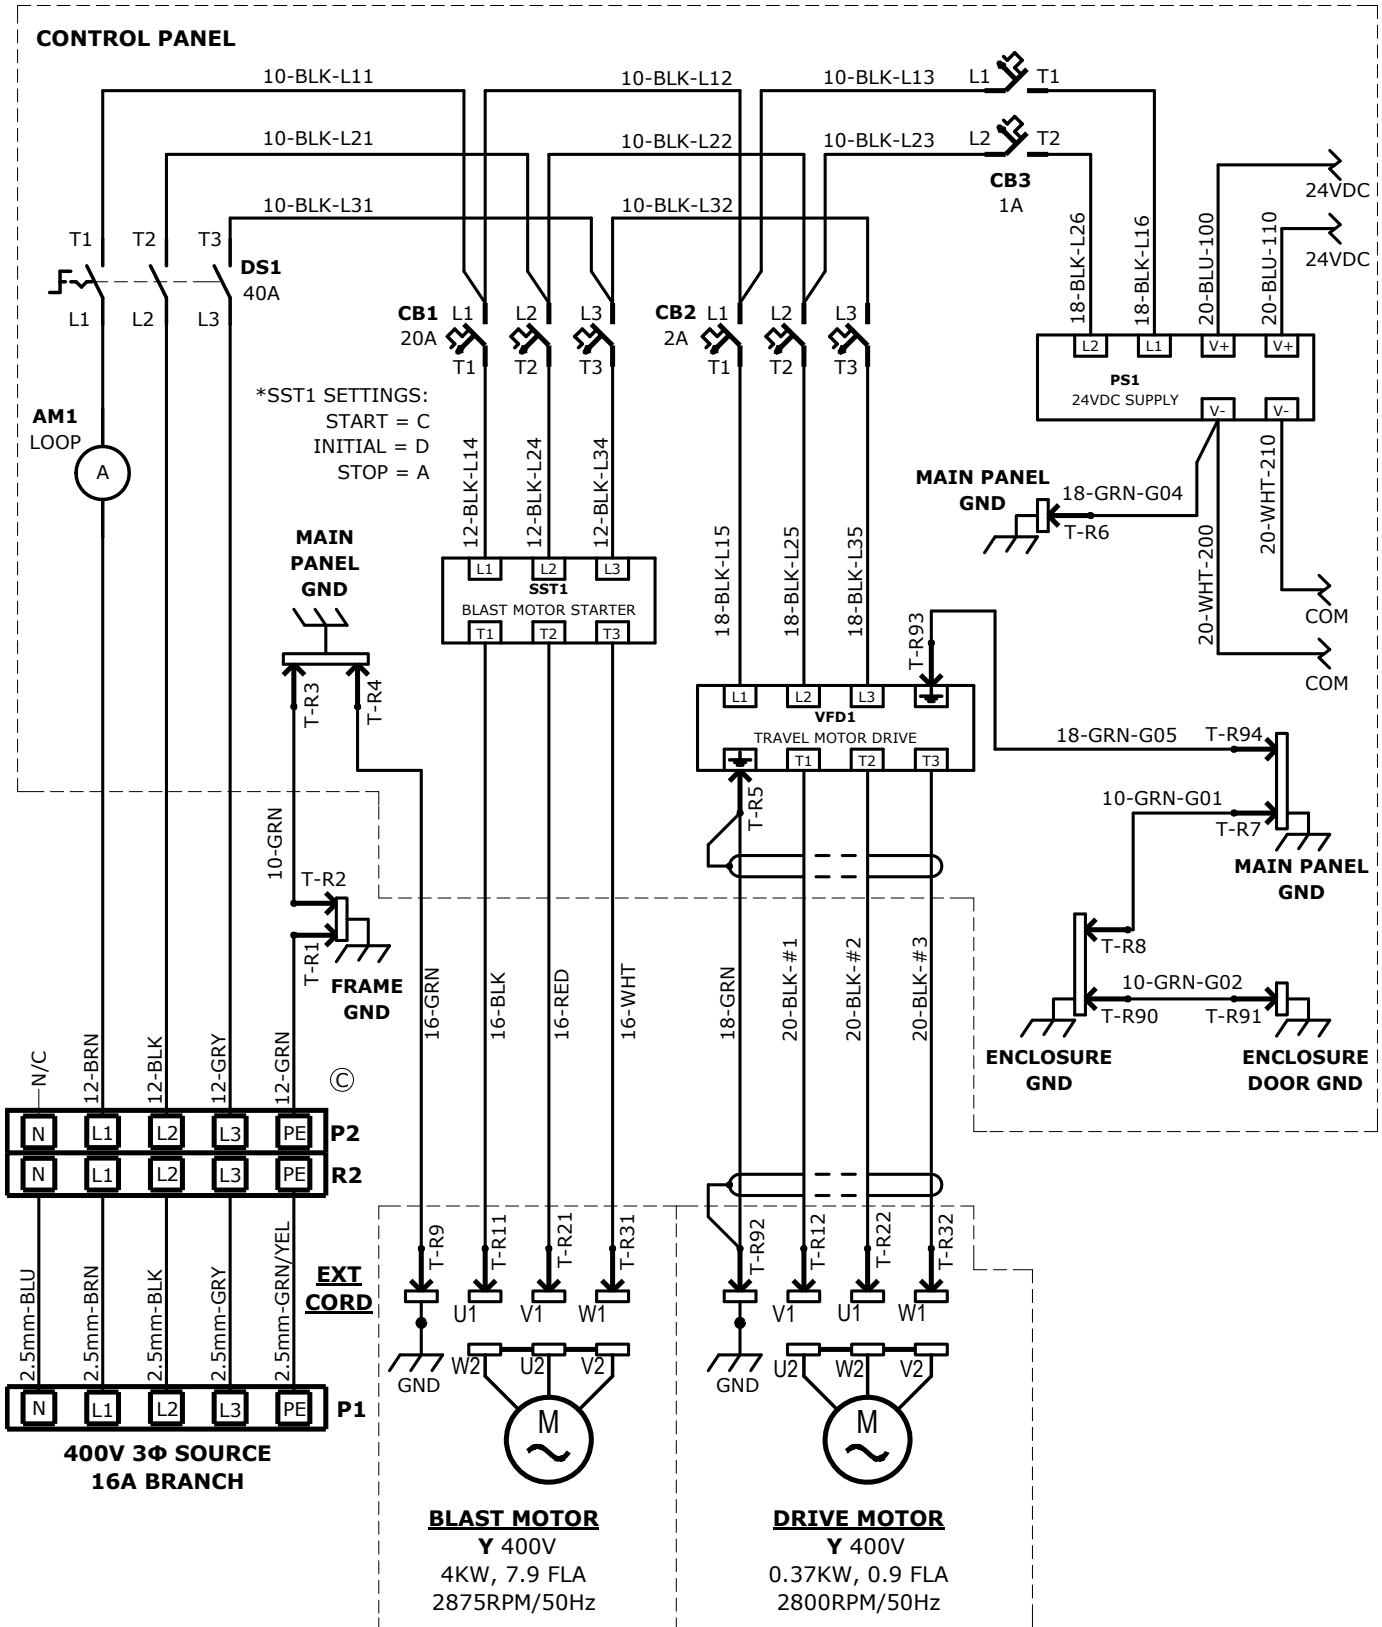 CONTROL PANEL
10-BLK-L11
10-BLK-L12
10-BLK-L13
L1
T1
10-BLK-L21
10-BLK-L22
10-BLK-L23
L2
T2
CB3
1A
10-BLK-L31
10-BLK-L32
24VDC
24VDC
18-BLK-L26
18-BLK-L16
20-BLU-100
20-BLU-110
T1
T2
T3
DS1
40A
L1
L2
L3
CB1
20A
L1
L2
L3
T1
T2
T3
CB2
2A
L1
L2
L3
T1
T2
T3
L2
L1
V+
V+
PS1
24VDC SUPPLY
V-
V-
*SST1 SETTINGS:
START = C
INITIAL = D
STOP = A
AM1
LOOP
A
12-BLK-L14
12-BLK-L24
12-BLK-L34
18-BLK-L15
18-BLK-L25
18-BLK-L35
MAIN PANEL
GND
18-GRN-G04
T-R6
20-WHT-200
20-WHT-210
COM
COM
MAIN
PANEL
GND
L1
L2
L3
SST1
BLAST MOTOR STARTER
T1
T2
T3
T-R3
T-R4
T-R93
L1
L2
L3
VFD1
TRAVEL MOTOR DRIVE
T1
T2
T3
T-R5
18-GRN-G05
T-R94
10-GRN-G01
T-R7
MAIN PANEL
GND
T-R8
10-GRN-G02
T-R90
T-R91
ENCLOSURE
GND
ENCLOSURE
DOOR GND
10-GRN
T-R2
T-R1
FRAME
GND
16-GRN
16-BLK
16-RED
16-WHT
18-GRN
20-BLK-#1
20-BLK-#2
20-BLK-#3
N/C
12-BRN
12-BLK
12-GRY
12-GRN
©
N
L1
L2
L3
PE
P2
N
L1
L2
L3
PE
R2
2.5mm-BLU
2.5mm-BRN
2.5mm-BLK
2.5mm-GRY
2.5mm-GRN/YEL
EXT
CORD
N
L1
L2
L3
PE
P1
400V 3Φ SOURCE
16A BRANCH
T-R9
T-R11
T-R21
T-R31
U1
V1
W1
W2
U2
V2
GND
M
BLAST MOTOR
Y 400V
4KW, 7.9 FLA
2875RPM/50Hz
T-R92
T-R12
T-R22
T-R32
V1
U1
W1
U2
W2
V2
GND
M
DRIVE MOTOR
Y 400V
0.37KW, 0.9 FLA
2800RPM/50Hz